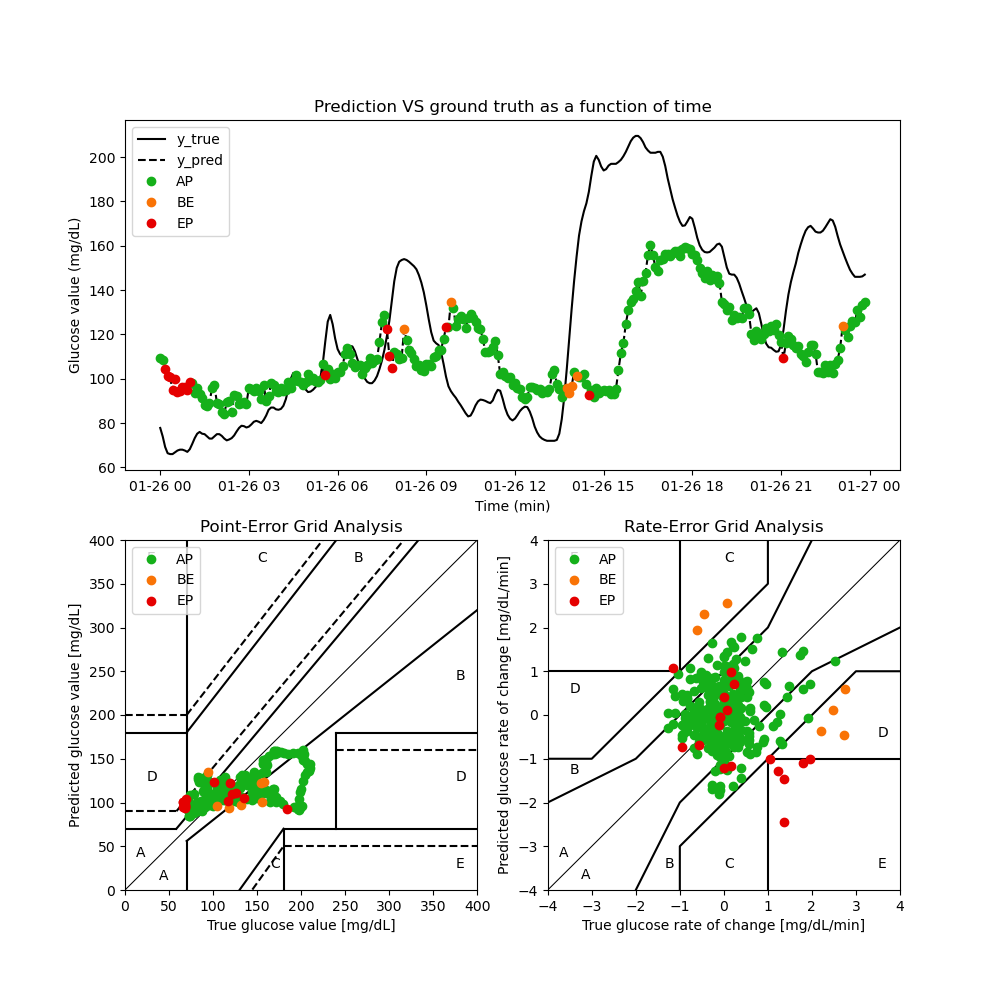 Prediction VS ground truth as a function of time
Glucose value (mg/dL)
200
180
160
140
120
100
80
60
y_true
y_pred
AP
BE
EP
01-26 00 01-26 03 01-26 06 01-26 09 01-26 12 01-26 15 01-26 18 01-26 21 01-27 00
Time (min)
Point-Error Grid Analysis
Predicted glucose value [mg/dL]
400
350
300
250
200
150
100
50
0
AP
BE
EP
C
B
B
D
D
A
A
C
E
0 50 100 150 200 250 300 350 400
True glucose value [mg/dL]
Rate-Error Grid Analysis
Predicted glucose rate of change [mg/dL/min]
4
3
2
1
0
−1
−2
−3
−4
AP
BE
EP
C
D
D
B
A
A
B
C
E
−4 −3 −2 −1 0 1 2 3 4
True glucose rate of change [mg/dL/min]